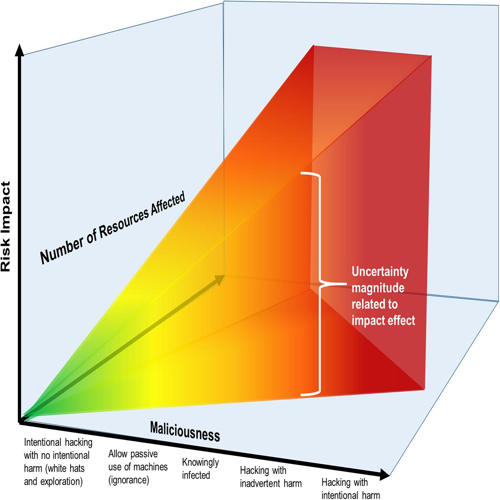 Risk Impact
Number of Resources Affected
Uncertainty
magnitude
related to
impact effect
Maliciousness
Intentional hacking
with no intentional
harm (white hats
and exploration)
Allow passive
use of machines
(ignorance)
Knowingly
infected
Hacking with
inadvertent harm
Hacking with
intentional harm